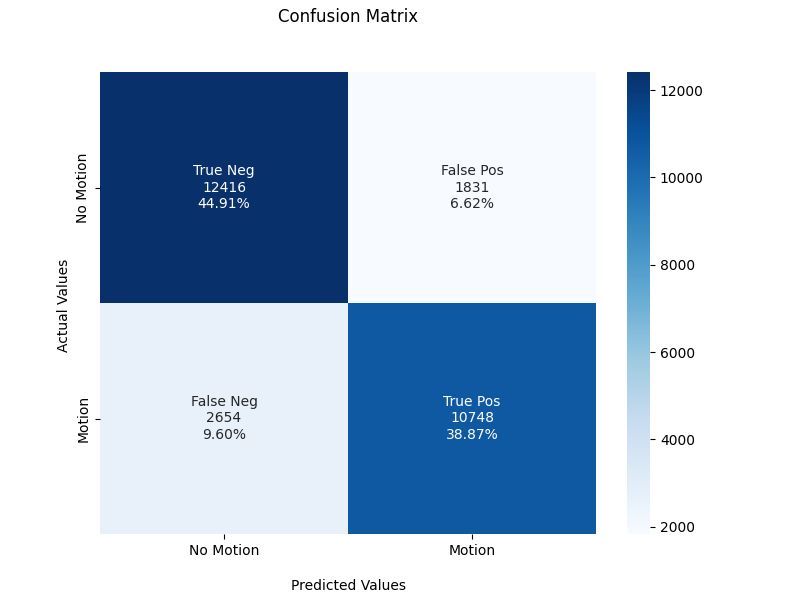 Confusion Matrix
True Neg
12416
44.91%
False Pos
1831
6.62%
False Neg
2654
9.60%
True Pos
10748
38.87%
No Motion
Motion
Actual Values
No Motion
Motion
Predicted Values
12000
10000
8000
6000
4000
2000